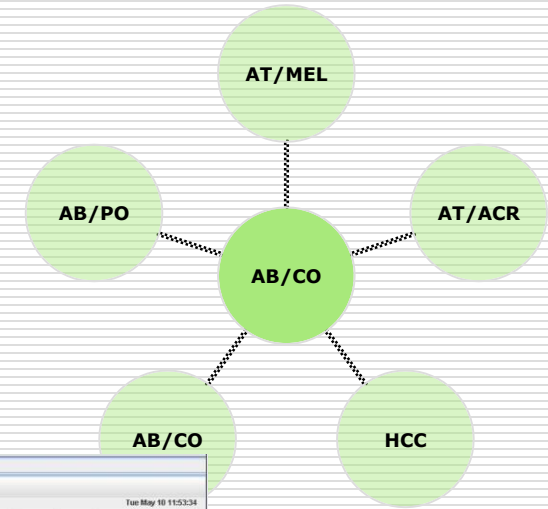 AT/MEL
AB/PO
AT/ACR
AB/CO
AB/CO
HCC
Tue May 10 11:53:34